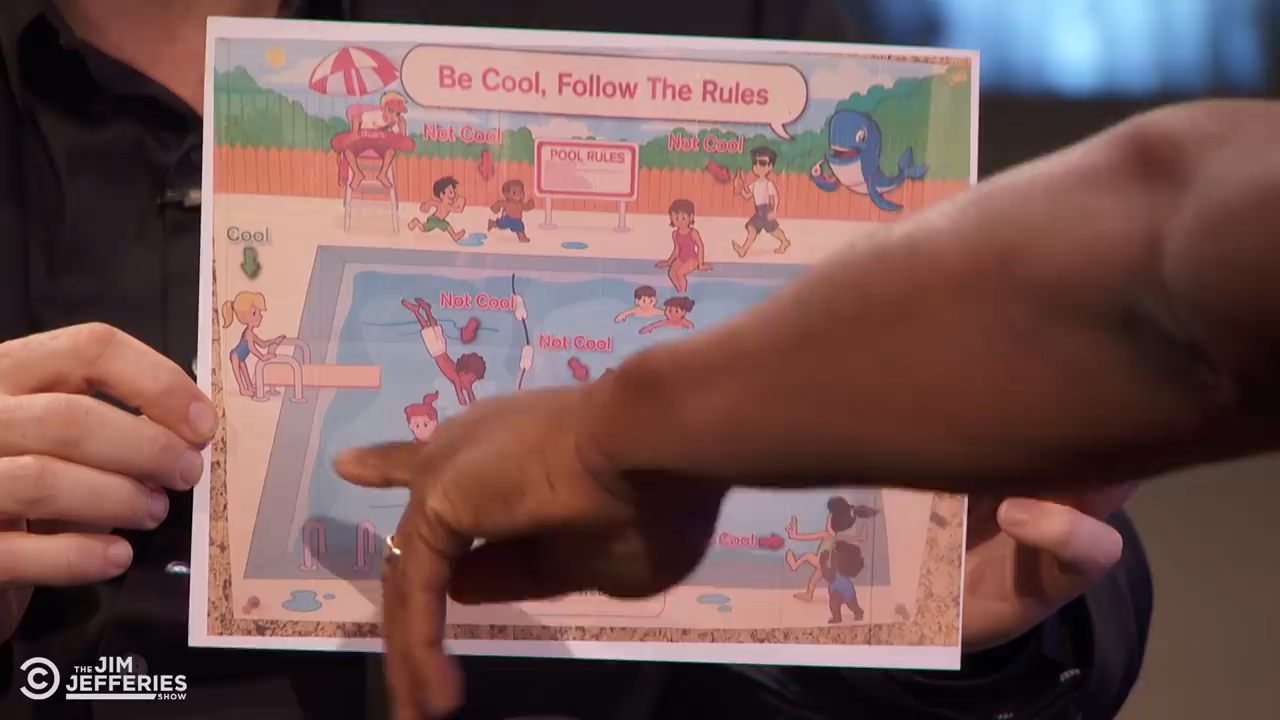 Be Cool, Follow The Rules
Guard
Not Cool
POOL RULES
Not Cool
Cool
Not Cool
Not Cool
Cool
THE JIM
JEFFERIES
SHOW